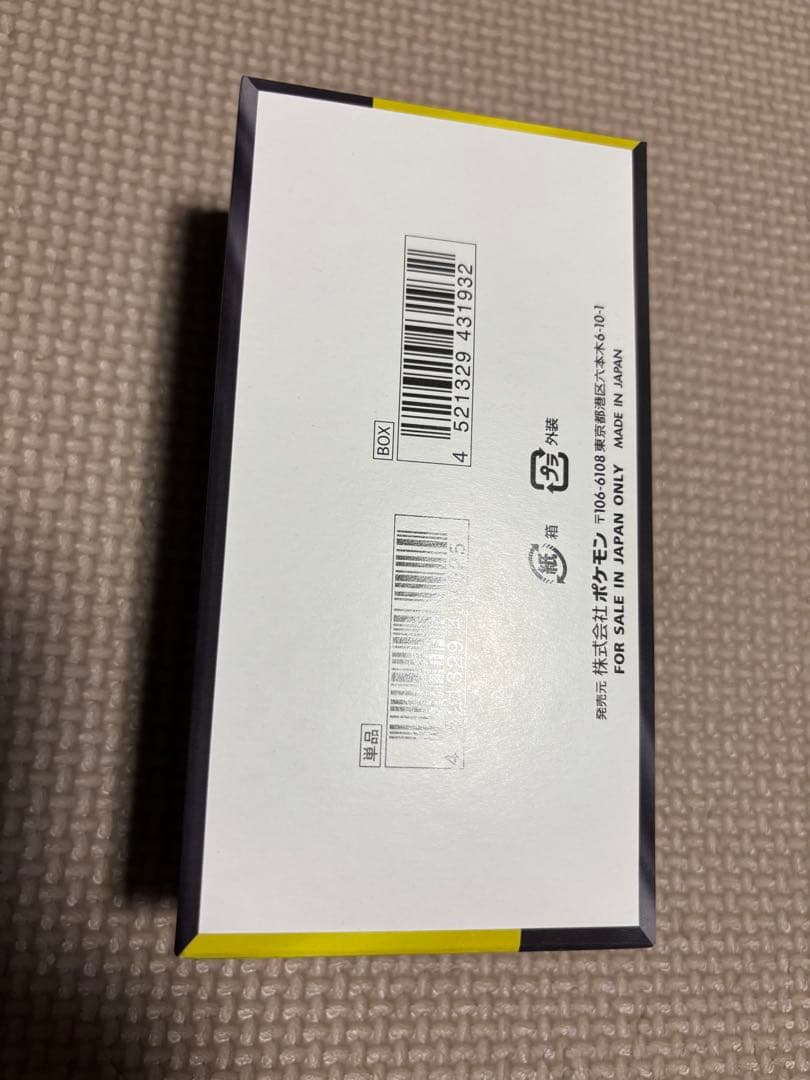 単品
BOX
4 521329 431932
紙 箱
プラ 外装
発売元 株式会社 ポケモン 〒106-6108 東京都港区六本木6-10-1
FOR SALE IN JAPAN ONLY MADE IN JAPAN